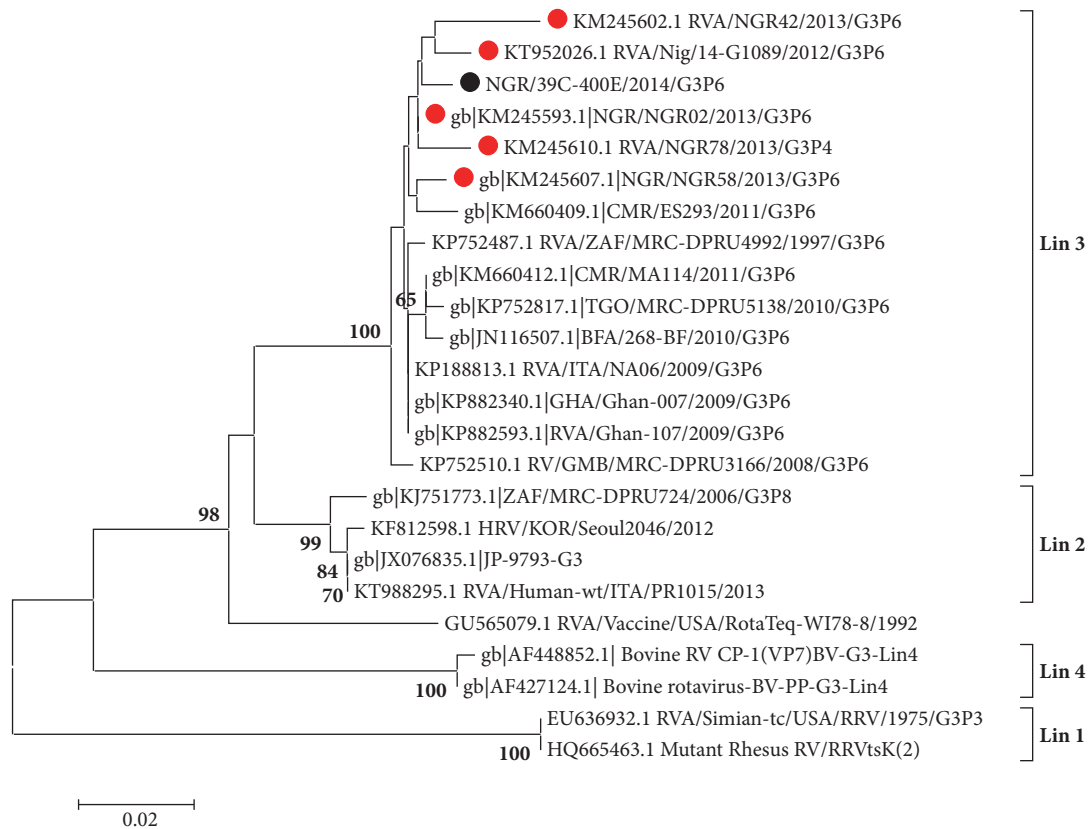 KM245602.1 RVA/NGR42/2013/G3P6
KT952026.1 RVA/Nig/14-G1089/2012/G3P6
NGR/39C-400E/2014/G3P6
gb|KM245593.1|NGR/NGR02/2013/G3P6
KM245610.1 RVA/NGR78/2013/G3P4
gb|KM245607.1|NGR/NGR58/2013/G3P6
gb|KM660409.1|CMR/ES293/2011/G3P6
KP752487.1 RVA/ZAF/MRC-DPRU4992/1997/G3P6
Lin 3
gb|KM660412.1|CMR/MA114/2011/G3P6
65
gb|KP752817.1|TGO/MRC-DPRU5138/2010/G3P6
100
gb|JN116507.1|BFA/268-BF/2010/G3P6
KP188813.1 RVA/ITA/NA06/2009/G3P6
gb|KP882340.1|GHA/Ghan-007/2009/G3P6
gb|KP882593.1|RVA/Ghan-107/2009/G3P6
KP752510.1 RV/GMB/MRC-DPRU3166/2008/G3P6
gb|KJ751773.1|ZAF/MRC-DPRU724/2006/G3P8
98
KF812598.1 HRV/KOR/Seoul2046/2012
99
Lin 2
gb|JX076835.1|JP-9793-G3
84
70
KT988295.1 RVA/Human-wt/ITA/PR1015/2013
GU565079.1 RVA/Vaccine/USA/RotaTeq-WI78-8/1992
gb|AF448852.1| Bovine RV CP-1(VP7)BV-G3-Lin4
Lin 4
100
gb|AF427124.1| Bovine rotavirus-BV-PP-G3-Lin4
EU636932.1 RVA/Simian-tc/USA/RRV/1975/G3P3
Lin 1
100
HQ665463.1 Mutant Rhesus RV/RRVtsK(2)
0.02